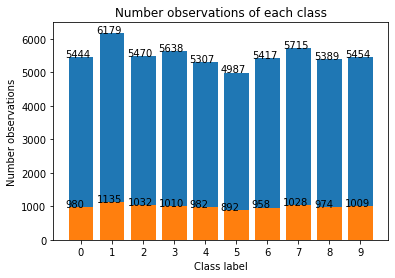 Number observations of each class
Number observations
6000
5000
4000
3000
2000
1000
0
5444 6179 5470 5638 5307 4987 5417 5715 5389 5454
980 1135 1032 1010 982 892 958 1028 974 1009
0 1 2 3 4 5 6 7 8 9
Class label